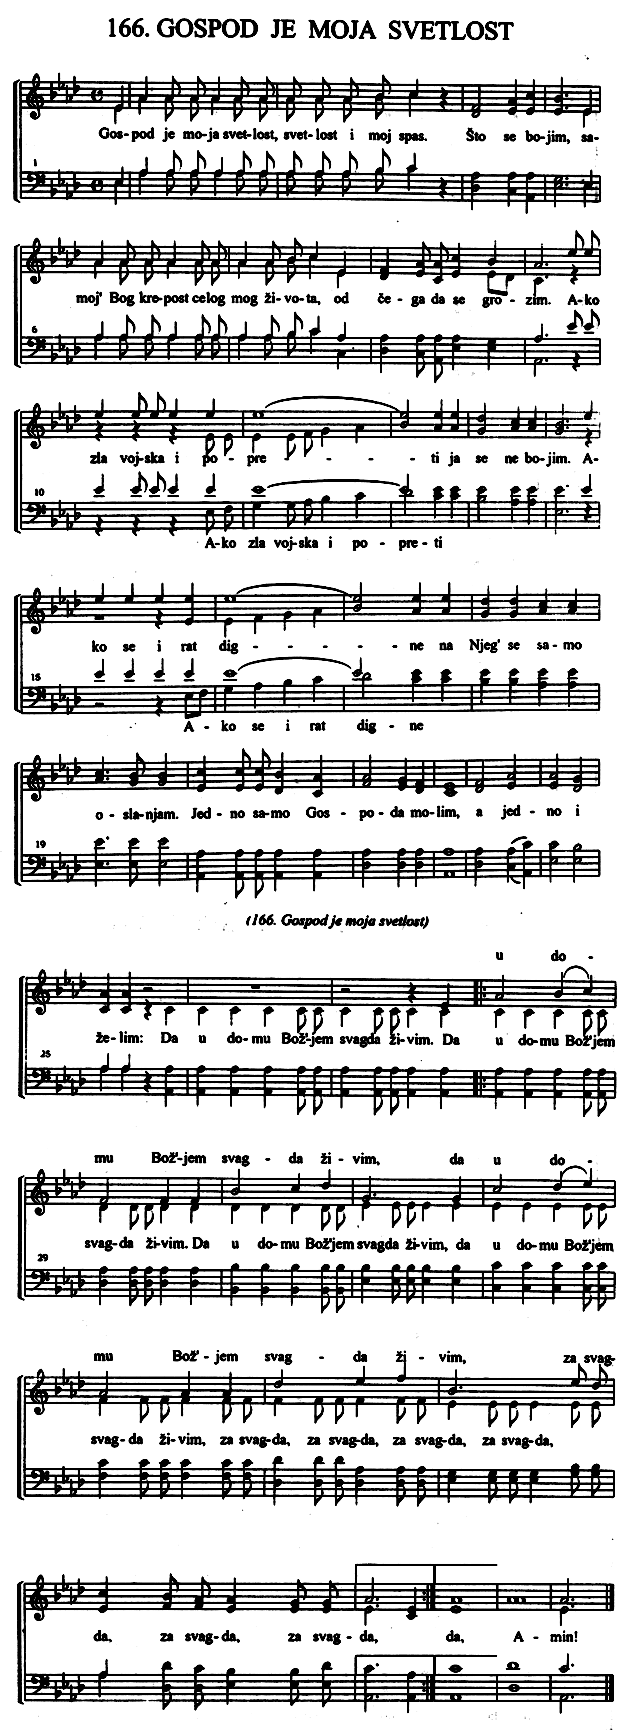 166. GOSPOD JE MOJA SVETLOST
Gos-pod je mo-ja svet-lost, svet-lost i moj spas. Što se bo-jim, sa-
moj' Bog kre-post celog mog ži-vo-ta, od če-ga da se gro-zim. A-ko
6
zla voj-ska i po-pre - - - - ti ja se ne bo-jim. A-
10
A-ko zla voj-ska i po-pre-ti
ko se i rat dig - - - - ne na Njeg' se sa-mo
15
A-ko se i rat dig-ne
o-sla-njam. Jed-no sa-mo Gos-po-da mo-lim, a jed-no i
19
(166. Gospod je moja svetlost)
u do-
že-lim: Da u do-mu Bož'-jem svagda ži-vim. Da u do-mu Bož'jem
25
mu Bož'-jem svag-da ži-vim, da u do-
svag-da ži-vim. Da u do-mu Bož'jem svagda ži-vim, da u do-mu Bož'jem
29
mu Bož'-jem svag-da ži-vim, za svag-
svag-da ži-vim, za svag-da, za svag-da, za svag-da, za svag-da,
da, za svag-da, za svag-da, da, A-min!